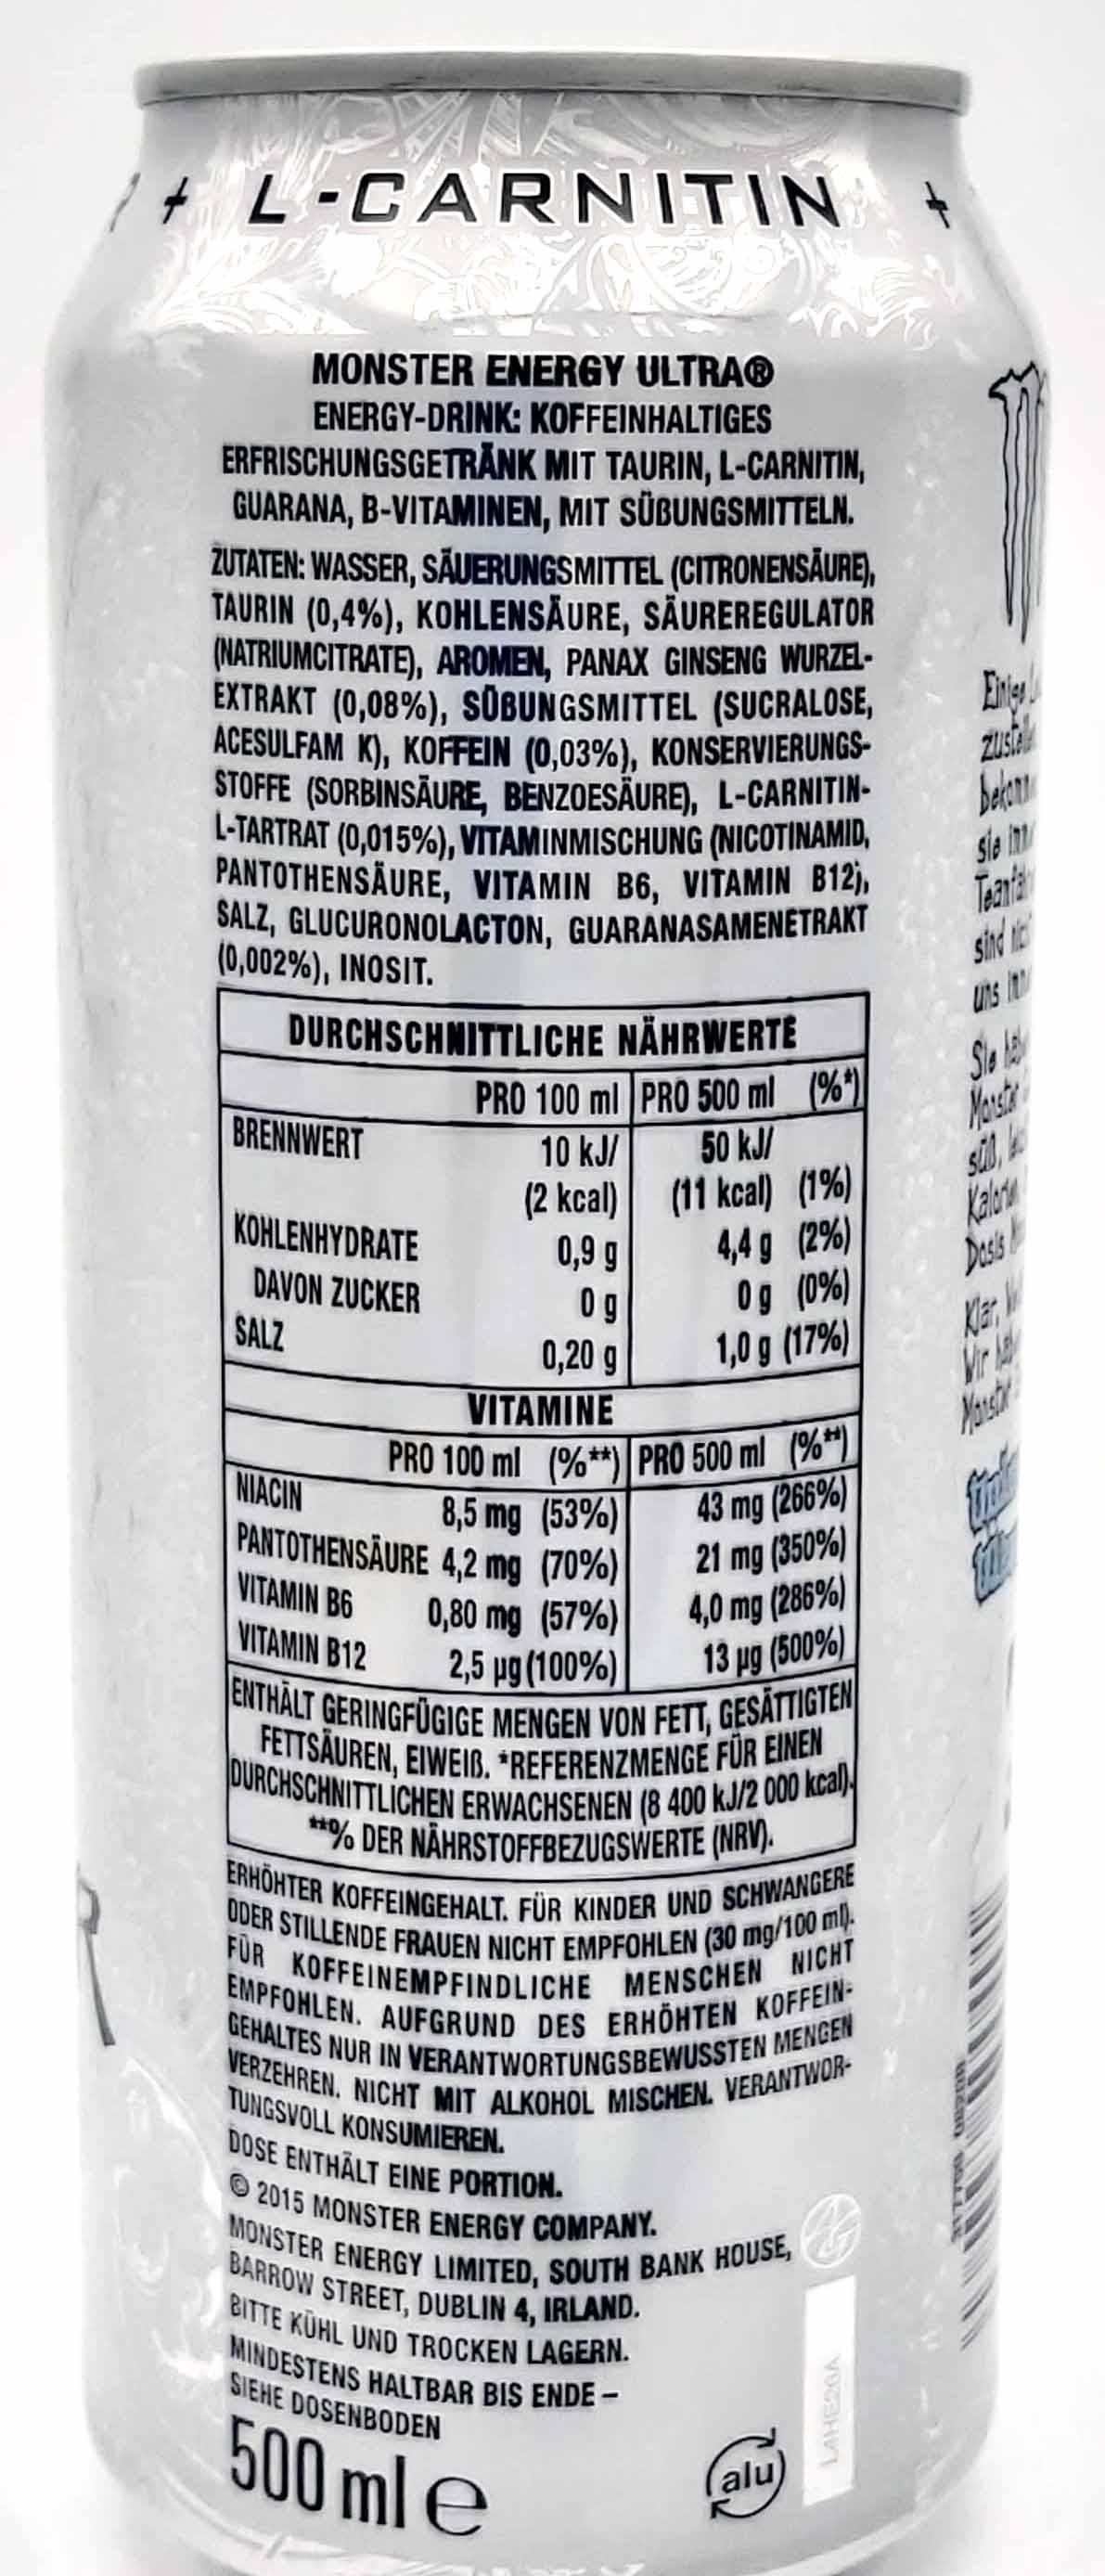 + L-CARNITIN +
MONSTER ENERGY ULTRA®
ENERGY-DRINK: KOFFEINHALTIGES
ERFRISCHUNGSGETRÄNK MIT TAURIN, L-CARNITIN,
GUARANA, B-VITAMINEN, MIT SÜßUNGSMITTELN.
ZUTATEN: WASSER, SÄUERUNGSMITTEL (CITRONENSÄURE),
TAURIN (0,4%), KOHLENSÄURE, SÄUREREGULATOR
(NATRIUMCITRATE), AROMEN, PANAX GINSENG WURZEL-
EXTRAKT (0,08%), SÜßUNGSMITTEL (SUCRALOSE,
ACESULFAM K), KOFFEIN (0,03%), KONSERVIERUNGS-
STOFFE (SORBINSÄURE, BENZOESÄURE), L-CARNITIN-
L-TARTRAT (0,015%), VITAMINMISCHUNG (NICOTINAMID,
PANTOTHENSÄURE, VITAMIN B6, VITAMIN B12),
SALZ, GLUCURONOLACTON, GUARANASAMENETRAKT
(0,002%), INOSIT.
DURCHSCHNITTLICHE NÄHRWERTE
PRO 100 ml PRO 500 ml (%*)
BRENNWERT 10 kJ/ 50 kJ/
(2 kcal) (11 kcal) (1%)
KOHLENHYDRATE 0,9 g 4,4 g (2%)
DAVON ZUCKER 0 g 0 g (0%)
SALZ 0,20 g 1,0 g (17%)
VITAMINE
PRO 100 ml (%**) PRO 500 ml (%**)
NIACIN 8,5 mg (53%) 43 mg (266%)
PANTOTHENSÄURE 4,2 mg (70%) 21 mg (350%)
VITAMIN B6 0,80 mg (57%) 4,0 mg (286%)
VITAMIN B12 2,5 µg (100%) 13 µg (500%)
ENTHÄLT GERINGFÜGIGE MENGEN VON FETT, GESÄTTIGTEN
FETTSÄUREN, EIWEIß. *REFERENZMENGE FÜR EINEN
DURCHSCHNITTLICHEN ERWACHSENEN (8 400 kJ/2 000 kcal).
**% DER NÄHRSTOFFBEZUGSWERTE (NRV).
ERHÖHTER KOFFEINGEHALT. FÜR KINDER UND SCHWANGERE
ODER STILLENDE FRAUEN NICHT EMPFOHLEN (30 mg/100 ml).
FÜR KOFFEINEMPFINDLICHE MENSCHEN NICHT
EMPFOHLEN. AUFGRUND DES ERHÖHTEN KOFFEIN-
GEHALTES NUR IN VERANTWORTUNGSBEWUSSTEN MENGEN
VERZEHREN. NICHT MIT ALKOHOL MISCHEN. VERANTWOR-
TUNGSVOLL KONSUMIEREN.
DOSE ENTHÄLT EINE PORTION.
© 2015 MONSTER ENERGY COMPANY.
MONSTER ENERGY LIMITED, SOUTH BANK HOUSE,
BARROW STREET, DUBLIN 4, IRLAND.
BITTE KÜHL UND TROCKEN LAGERN.
MINDESTENS HALTBAR BIS ENDE –
SIEHE DOSENBODEN
500 ml e
alu
Einige
sind
uns
Klar,
Wir